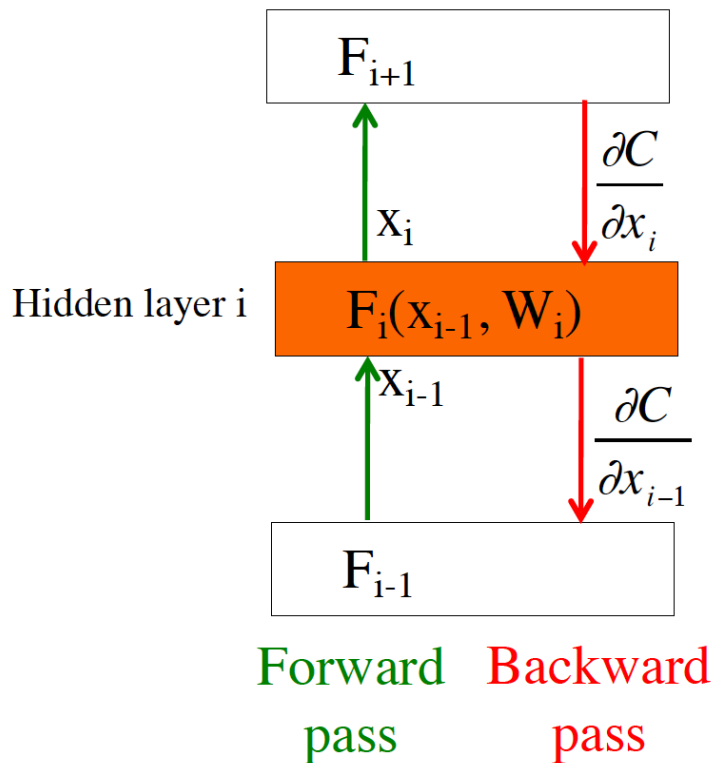 F_{i+1}
∂C
∂x_i
x_i
Hidden layer i
F_i(x_{i-1}, W_i)
x_{i-1}
∂C
∂x_{i-1}
F_{i-1}
Forward pass
Backward pass